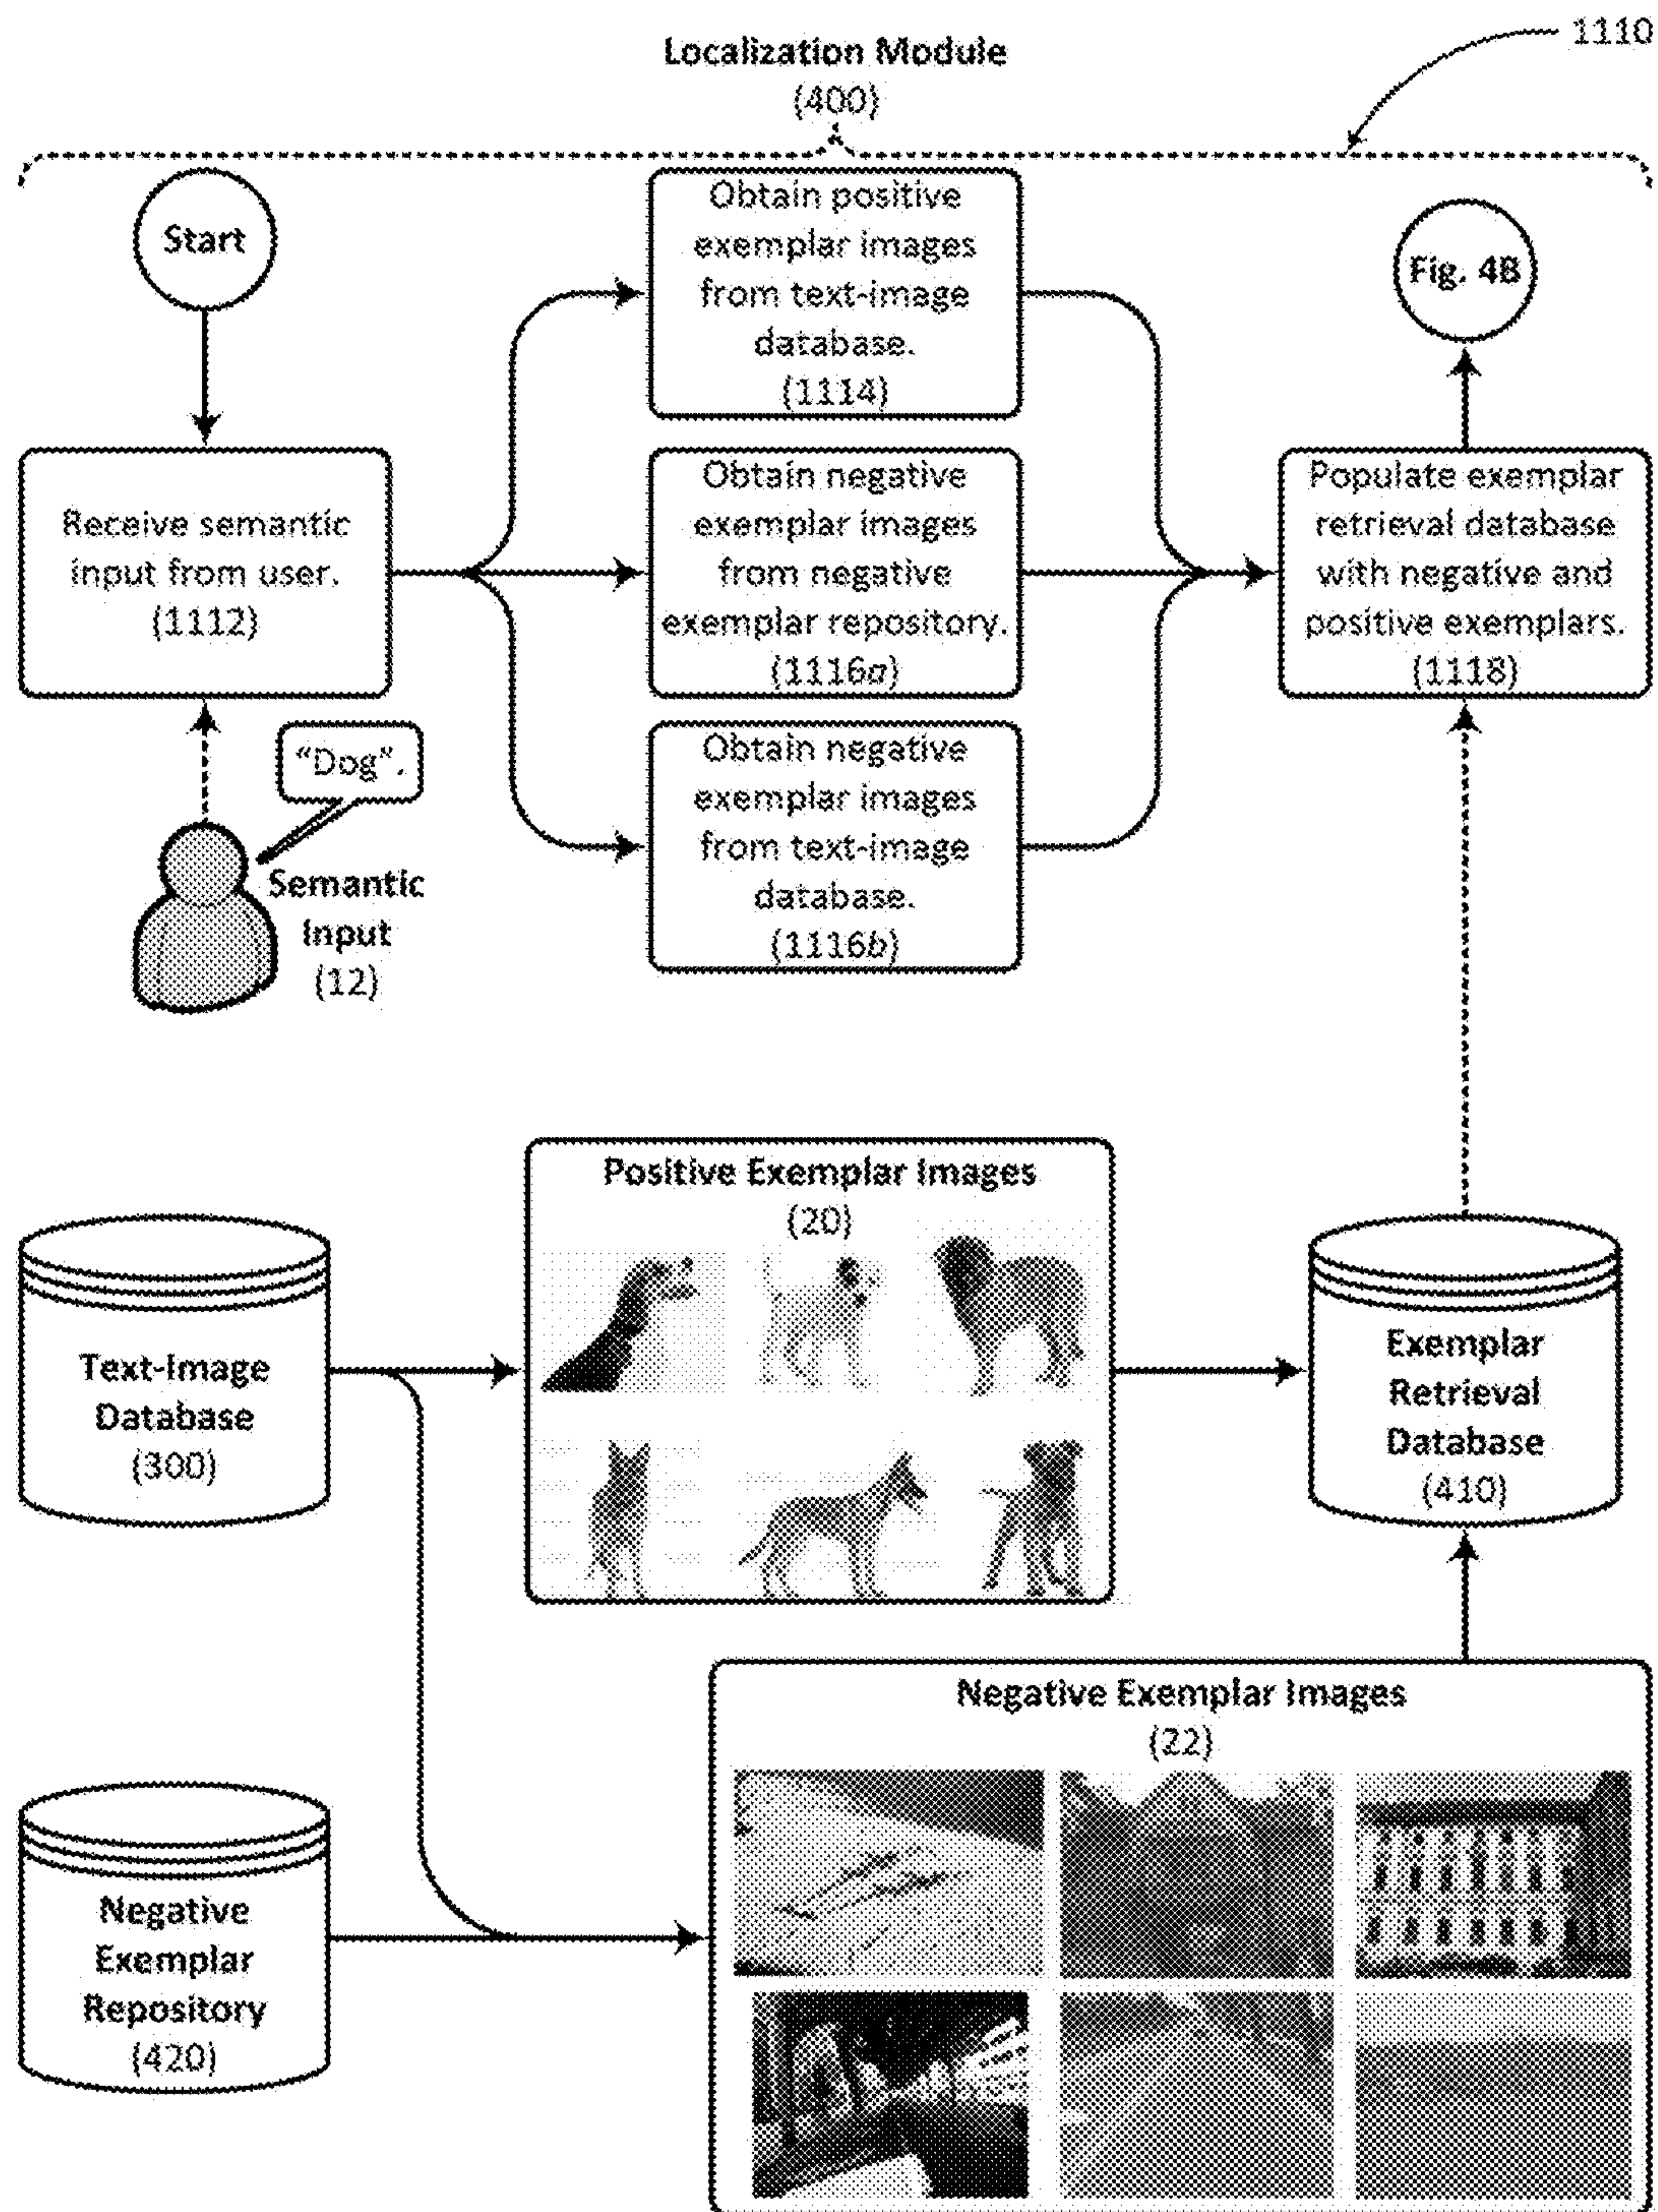 1110
Localization Module
(400)
Start
Obtain positive
exemplar images
from text-image
database.
(1114)
Fig. 4B
Receive semantic
input from user.
(1112)
Obtain negative
exemplar images
from negative
exemplar repository.
(1116a)
Populate exemplar
retrieval database
with negative and
positive exemplars.
(1118)
“Dog”.
Semantic
Input
(12)
Obtain negative
exemplar images
from text-image
database.
(1116b)
Positive Exemplar Images
(20)
Text-Image
Database
(300)
Exemplar
Retrieval
Database
(410)
Negative Exemplar Images
(22)
Negative
Exemplar
Repository
(420)